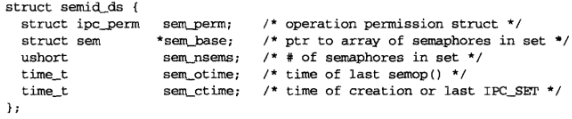 struct semid_ds {
struct ipc_perm sem_perm; /* operation permission struct */
struct sem *sem_base; /* ptr to array of semaphores in set */
ushort sem_nsems; /* # of semaphores in set */
time_t sem_otime; /* time of last semop() */
time_t sem_ctime; /* time of creation or last IPC_SET */
};